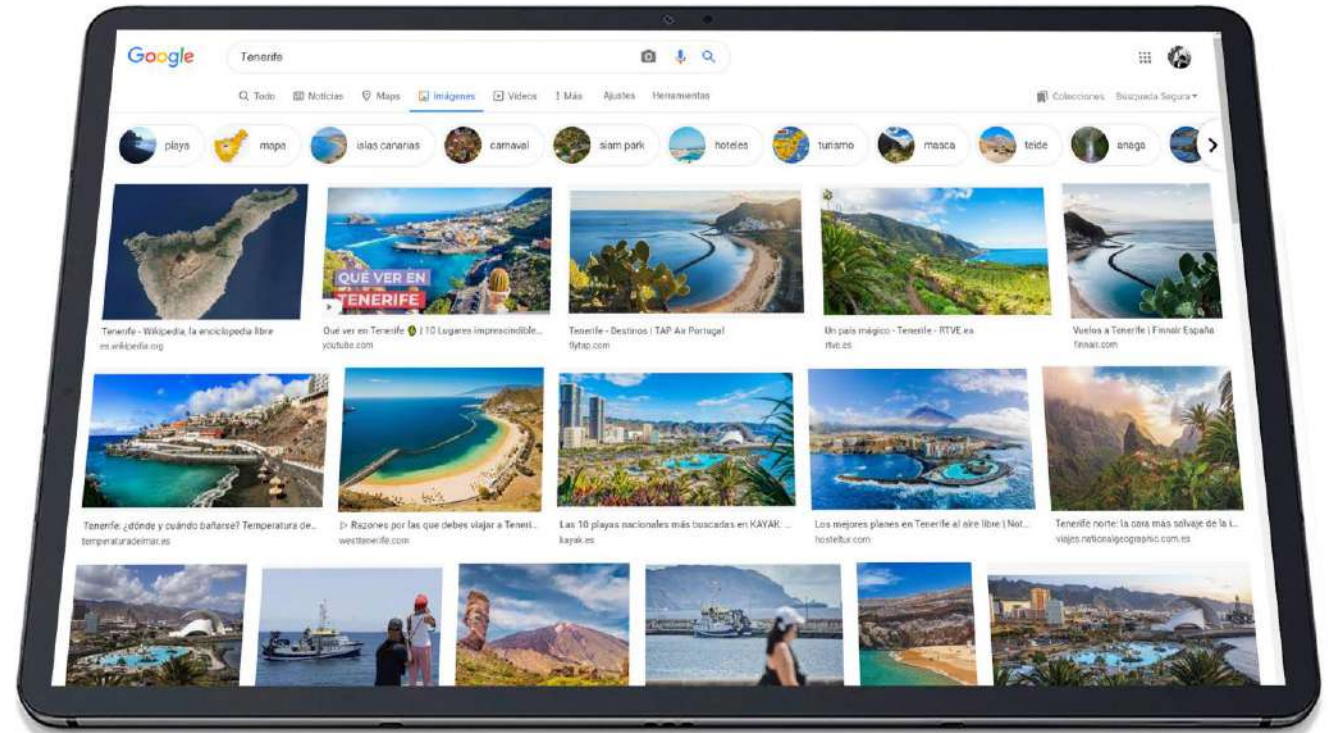 Google
Tenerife
Todo
Noticias
Maps
Imágenes
Vídeos
Más
Ajustes
Herramientas
Colecciones
Búsqueda Segura
playa
mapa
islas canarias
carnaval
siam park
hoteles
turismo
masca
teide
anaga
QUÉ VER EN
TENERIFE
Tenerife - Wikipedia, la enciclopedia libre
es.wikipedia.org
Qué ver en Tenerife | 10 Lugares imprescindible...
youtube.com
Tenerife - Destinos | TAP Air Portugal
flytap.com
Un país mágico - Tenerife - RTVE.es
rtve.es
Vuelos a Tenerife | Finnair España
finnair.com
Tenerife: ¿dónde y cuándo bañarse? Temperatura de...
temperaturadelmar.es
▷ Razones por las que debes viajar a Teneri...
westtenerife.com
Las 10 playas nacionales más buscadas en KAYAK: ...
kayak.es
Los mejores planes en Tenerife al aire libre | Not...
hosteltur.com
Tenerife norte: la cara más salvaje de la i...
viajes.nationalgeographic.com.es